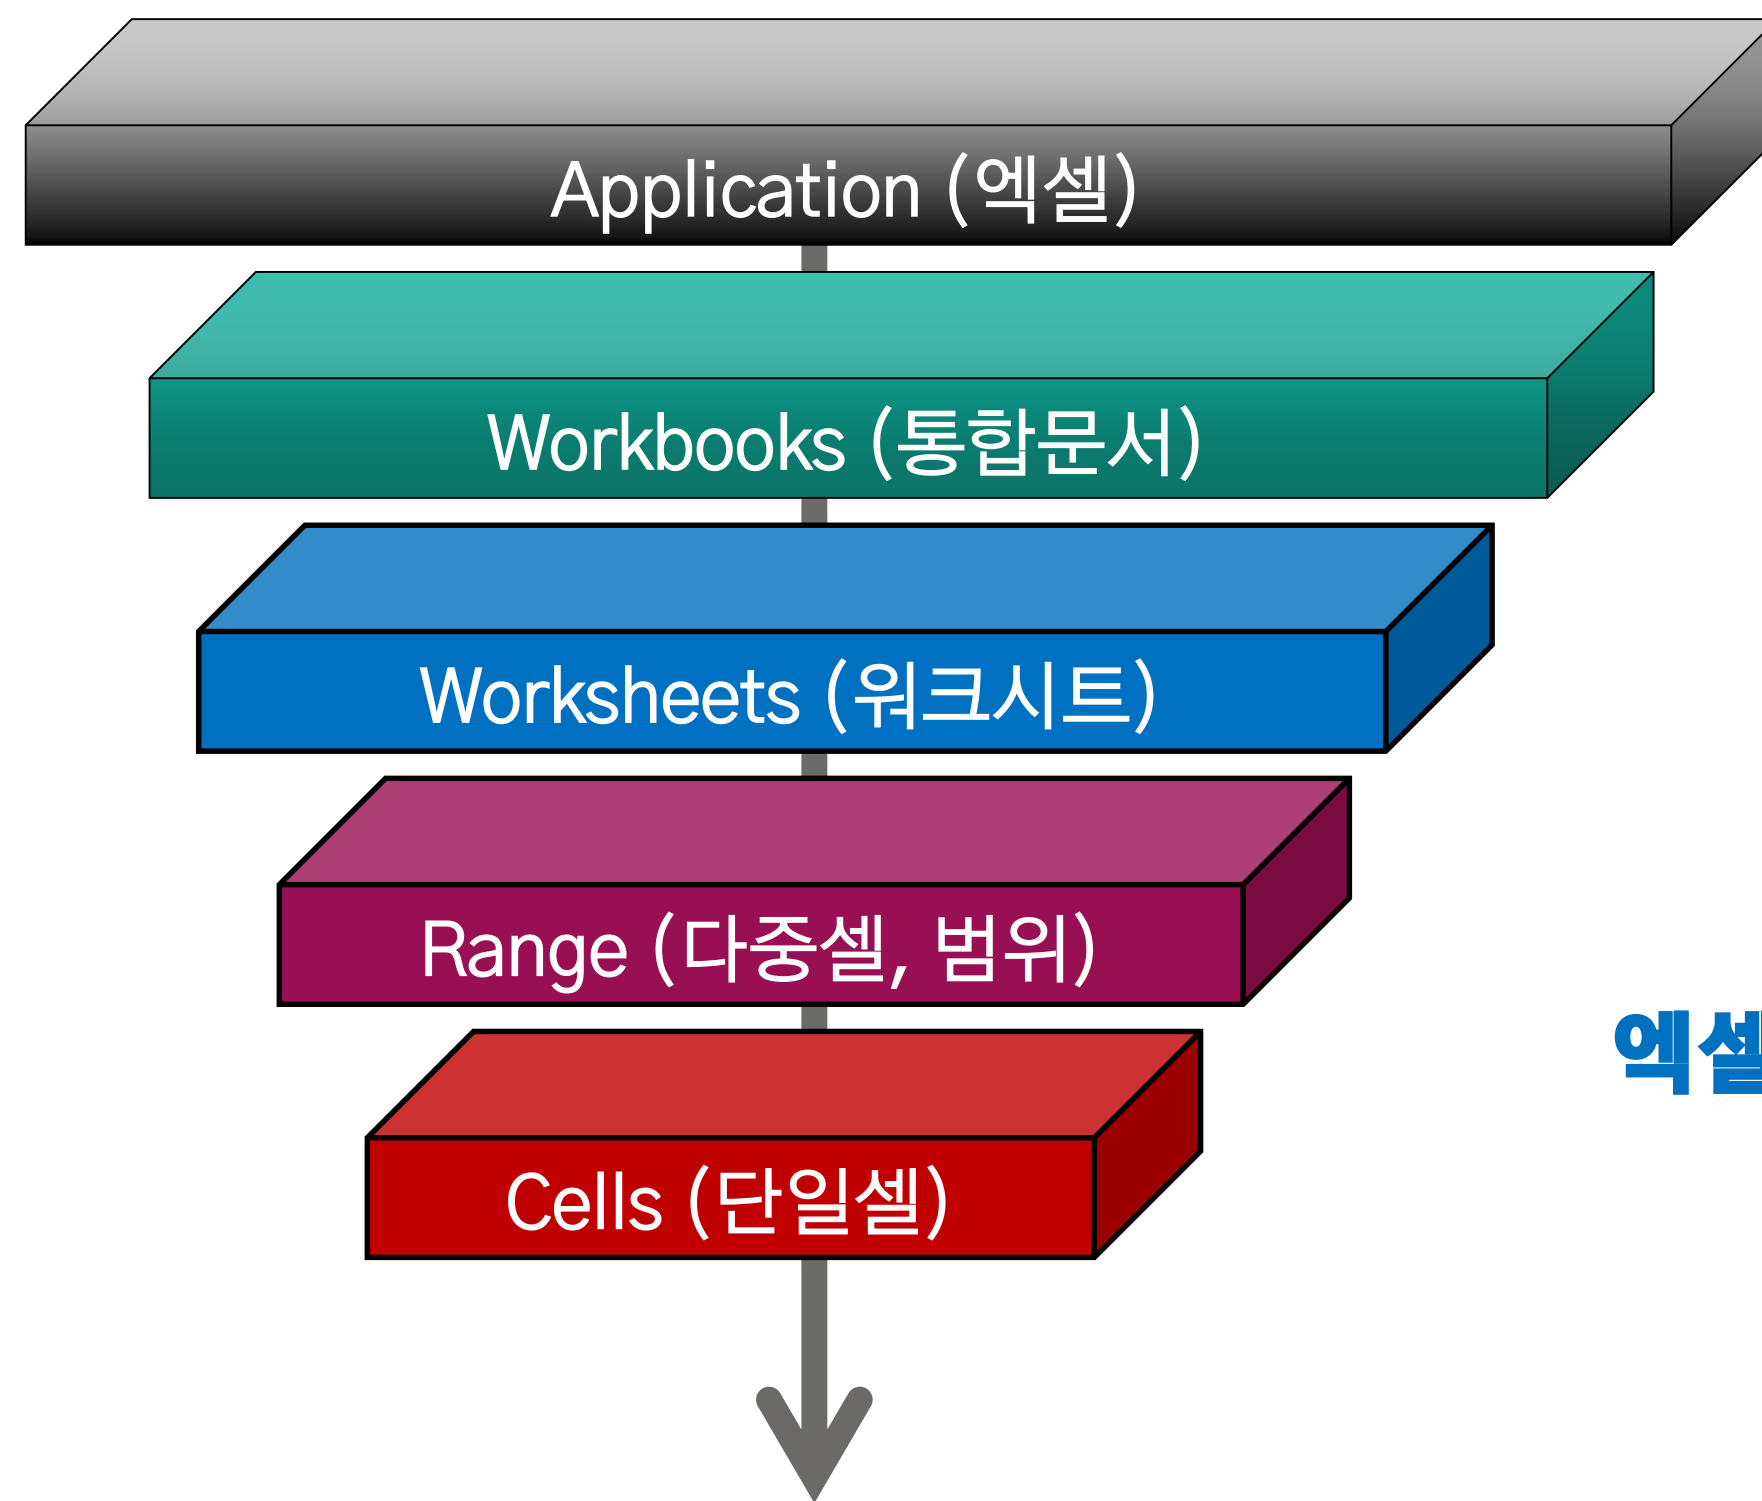 Application (엑셀)
Workbooks (통합문서)
Worksheets (워크시트)
Range (다중셀, 범위)
엑셀
Cells (단일셀)